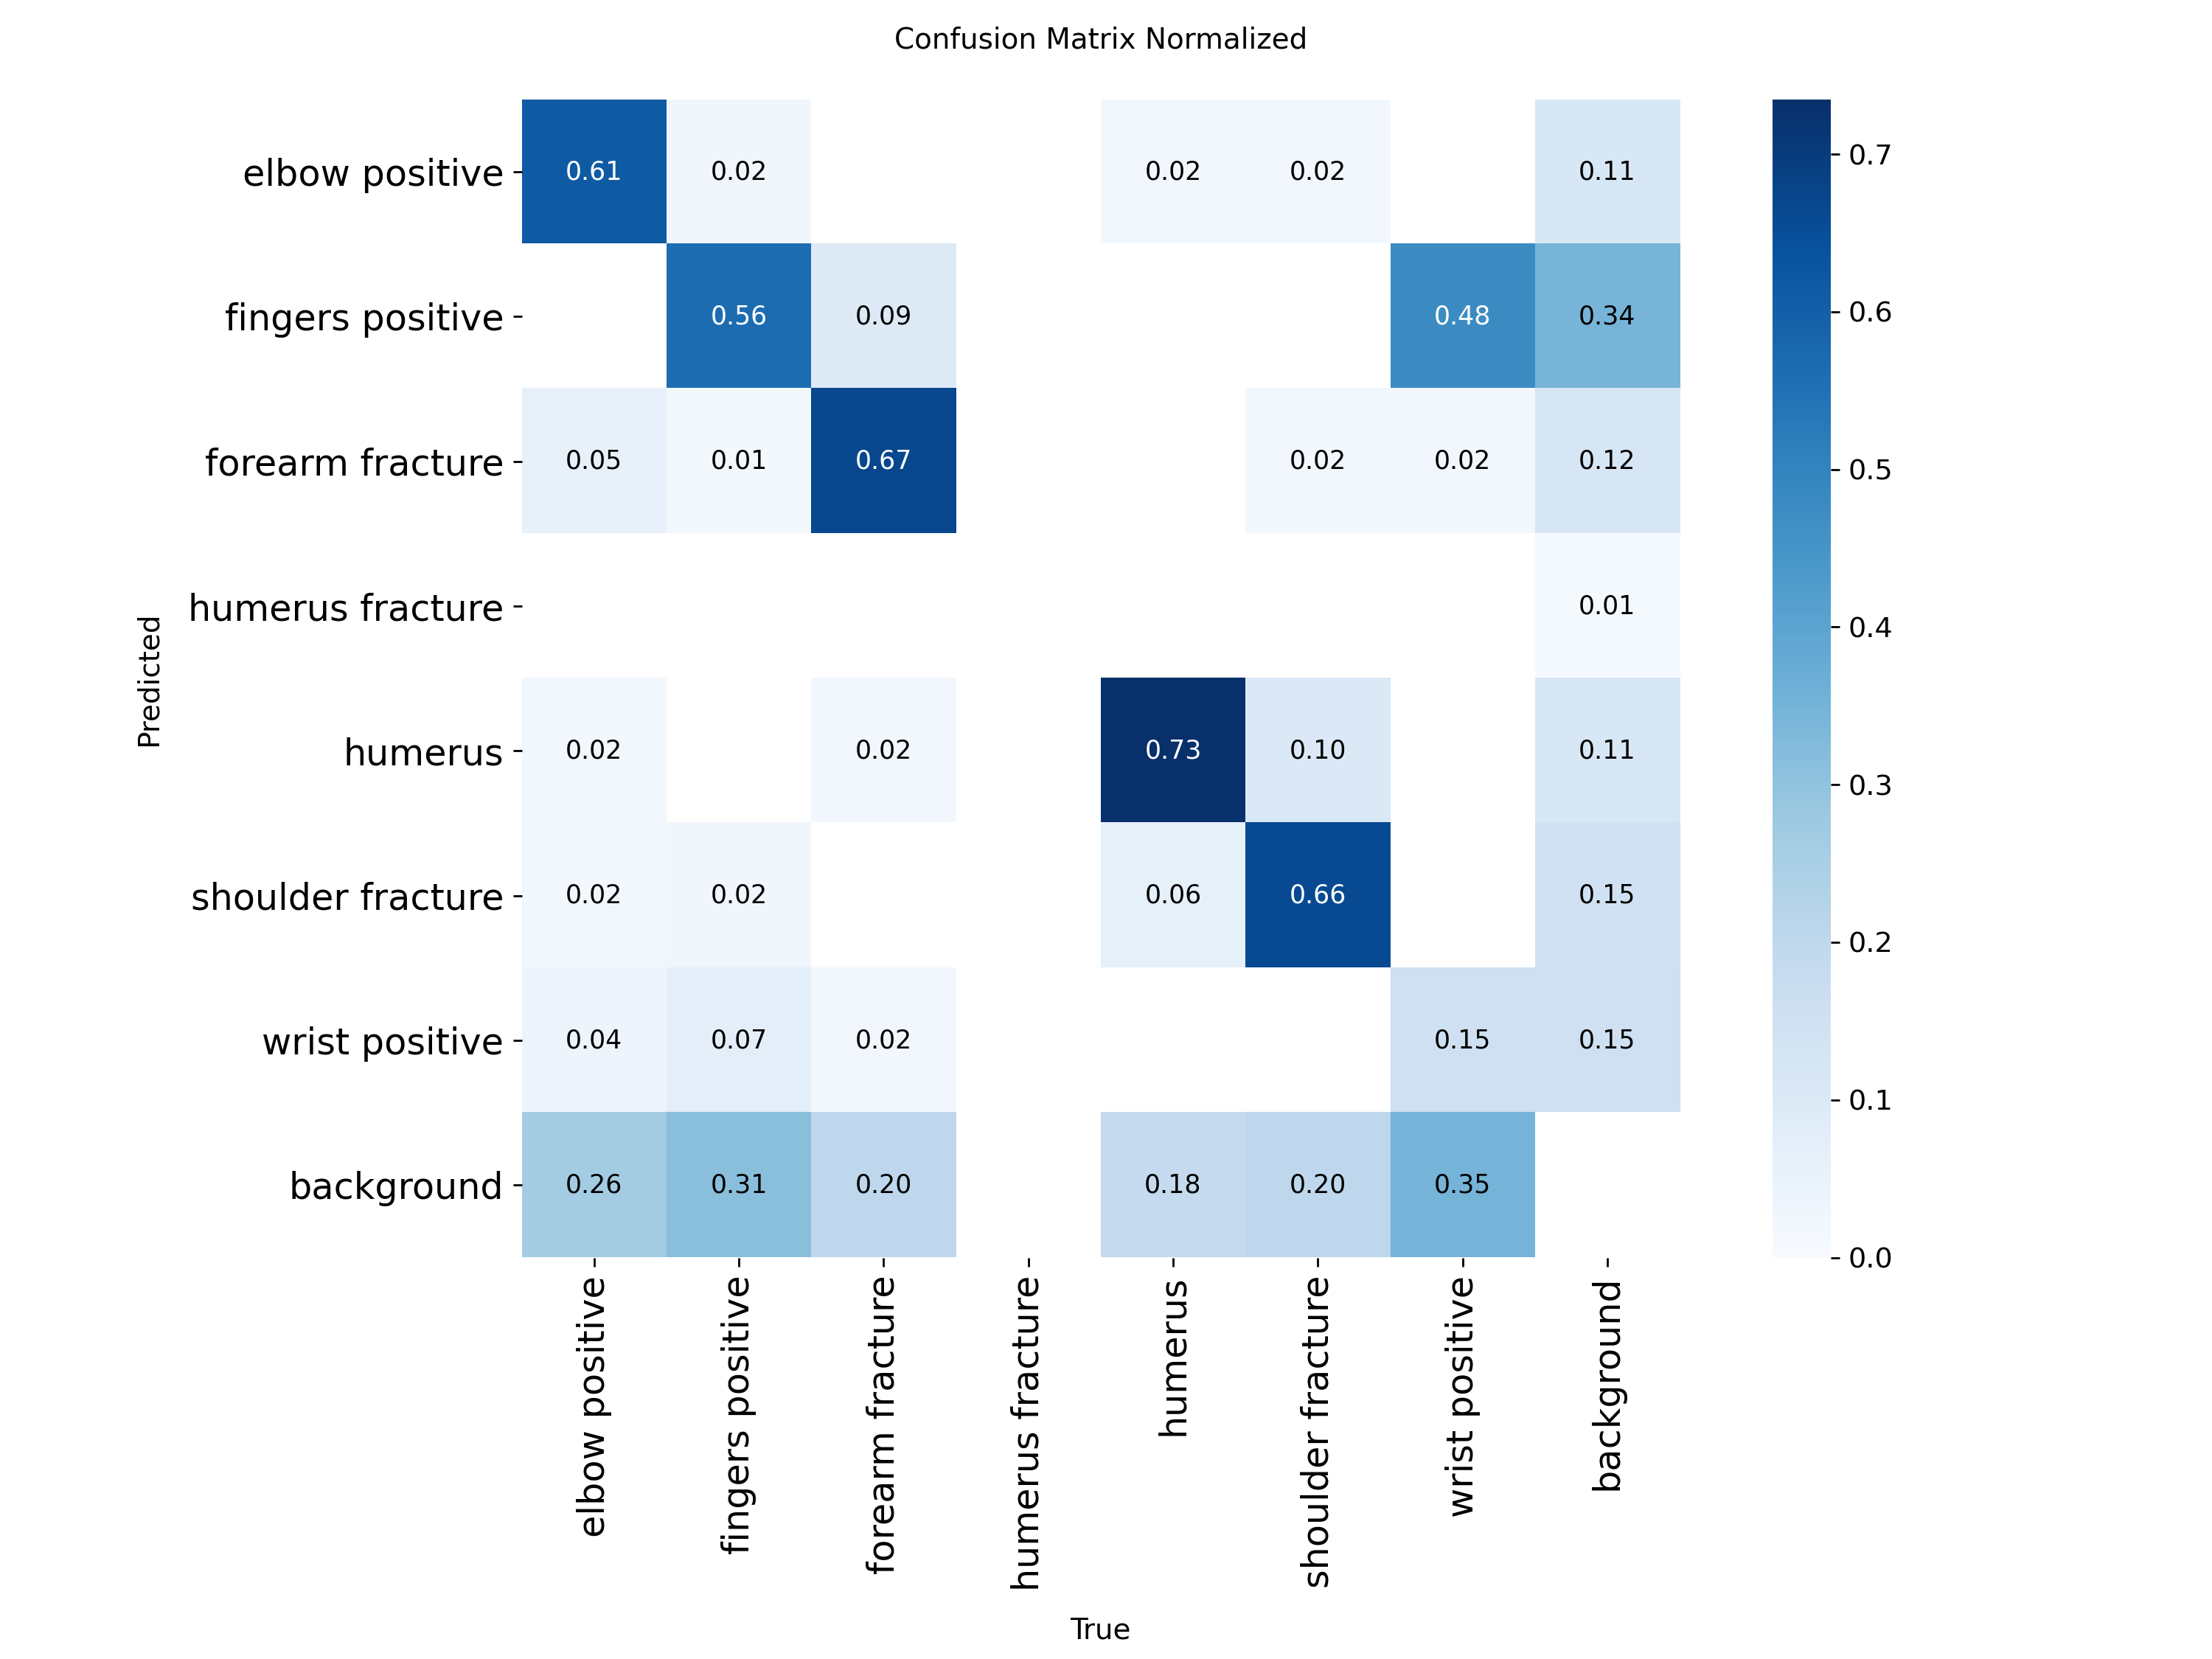 Confusion Matrix Normalized
elbow positive 0.61 0.02 0.02 0.02 0.11
fingers positive 0.56 0.09 0.48 0.34
forearm fracture 0.05 0.01 0.67 0.02 0.02 0.12
humerus fracture 0.01
humerus 0.02 0.02 0.73 0.10 0.11
shoulder fracture 0.02 0.02 0.06 0.66 0.15
wrist positive 0.04 0.07 0.02 0.15 0.15
background 0.26 0.31 0.20 0.18 0.20 0.35
Predicted
elbow positive
fingers positive
forearm fracture
humerus fracture
humerus
shoulder fracture
wrist positive
background
True
0.7
0.6
0.5
0.4
0.3
0.2
0.1
0.0